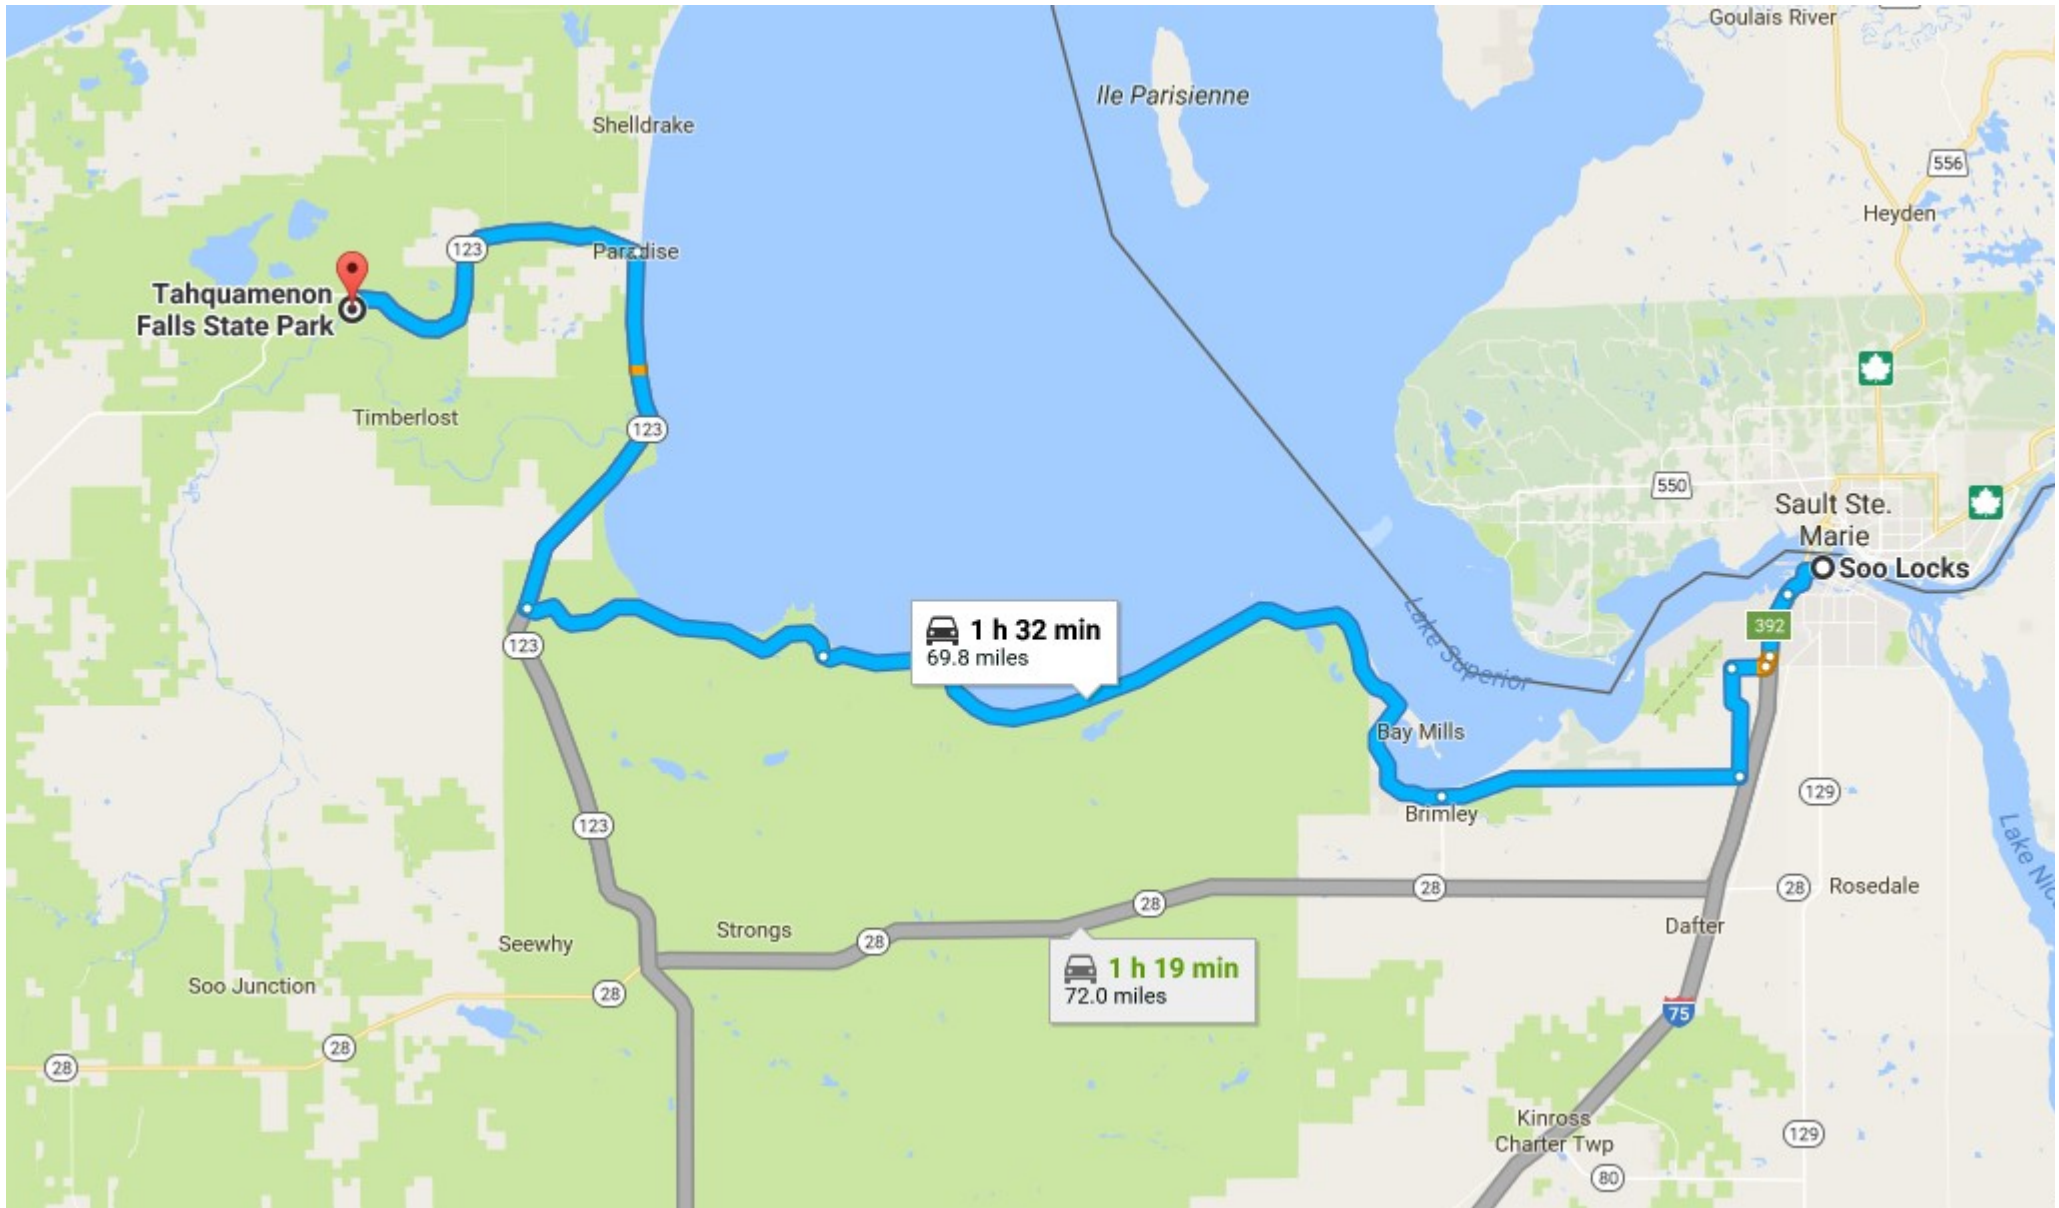 Goulais River
Ile Parisienne
Shelldrake
556
Heyden
123
Paradise
Tahquamenon
Falls State Park
Timberlost
123
550
Sault Ste.
Marie
Soo Locks
Lake Superior
392
1 h 32 min
69.8 miles
123
Bay Mills
129
Brimley
Lake Nic
123
28
28
Rosedale
28
Strongs
28
Dafter
Seewhy
1 h 19 min
72.0 miles
Soo Junction
28
75
28
28
Kinross
Charter Twp
129
80